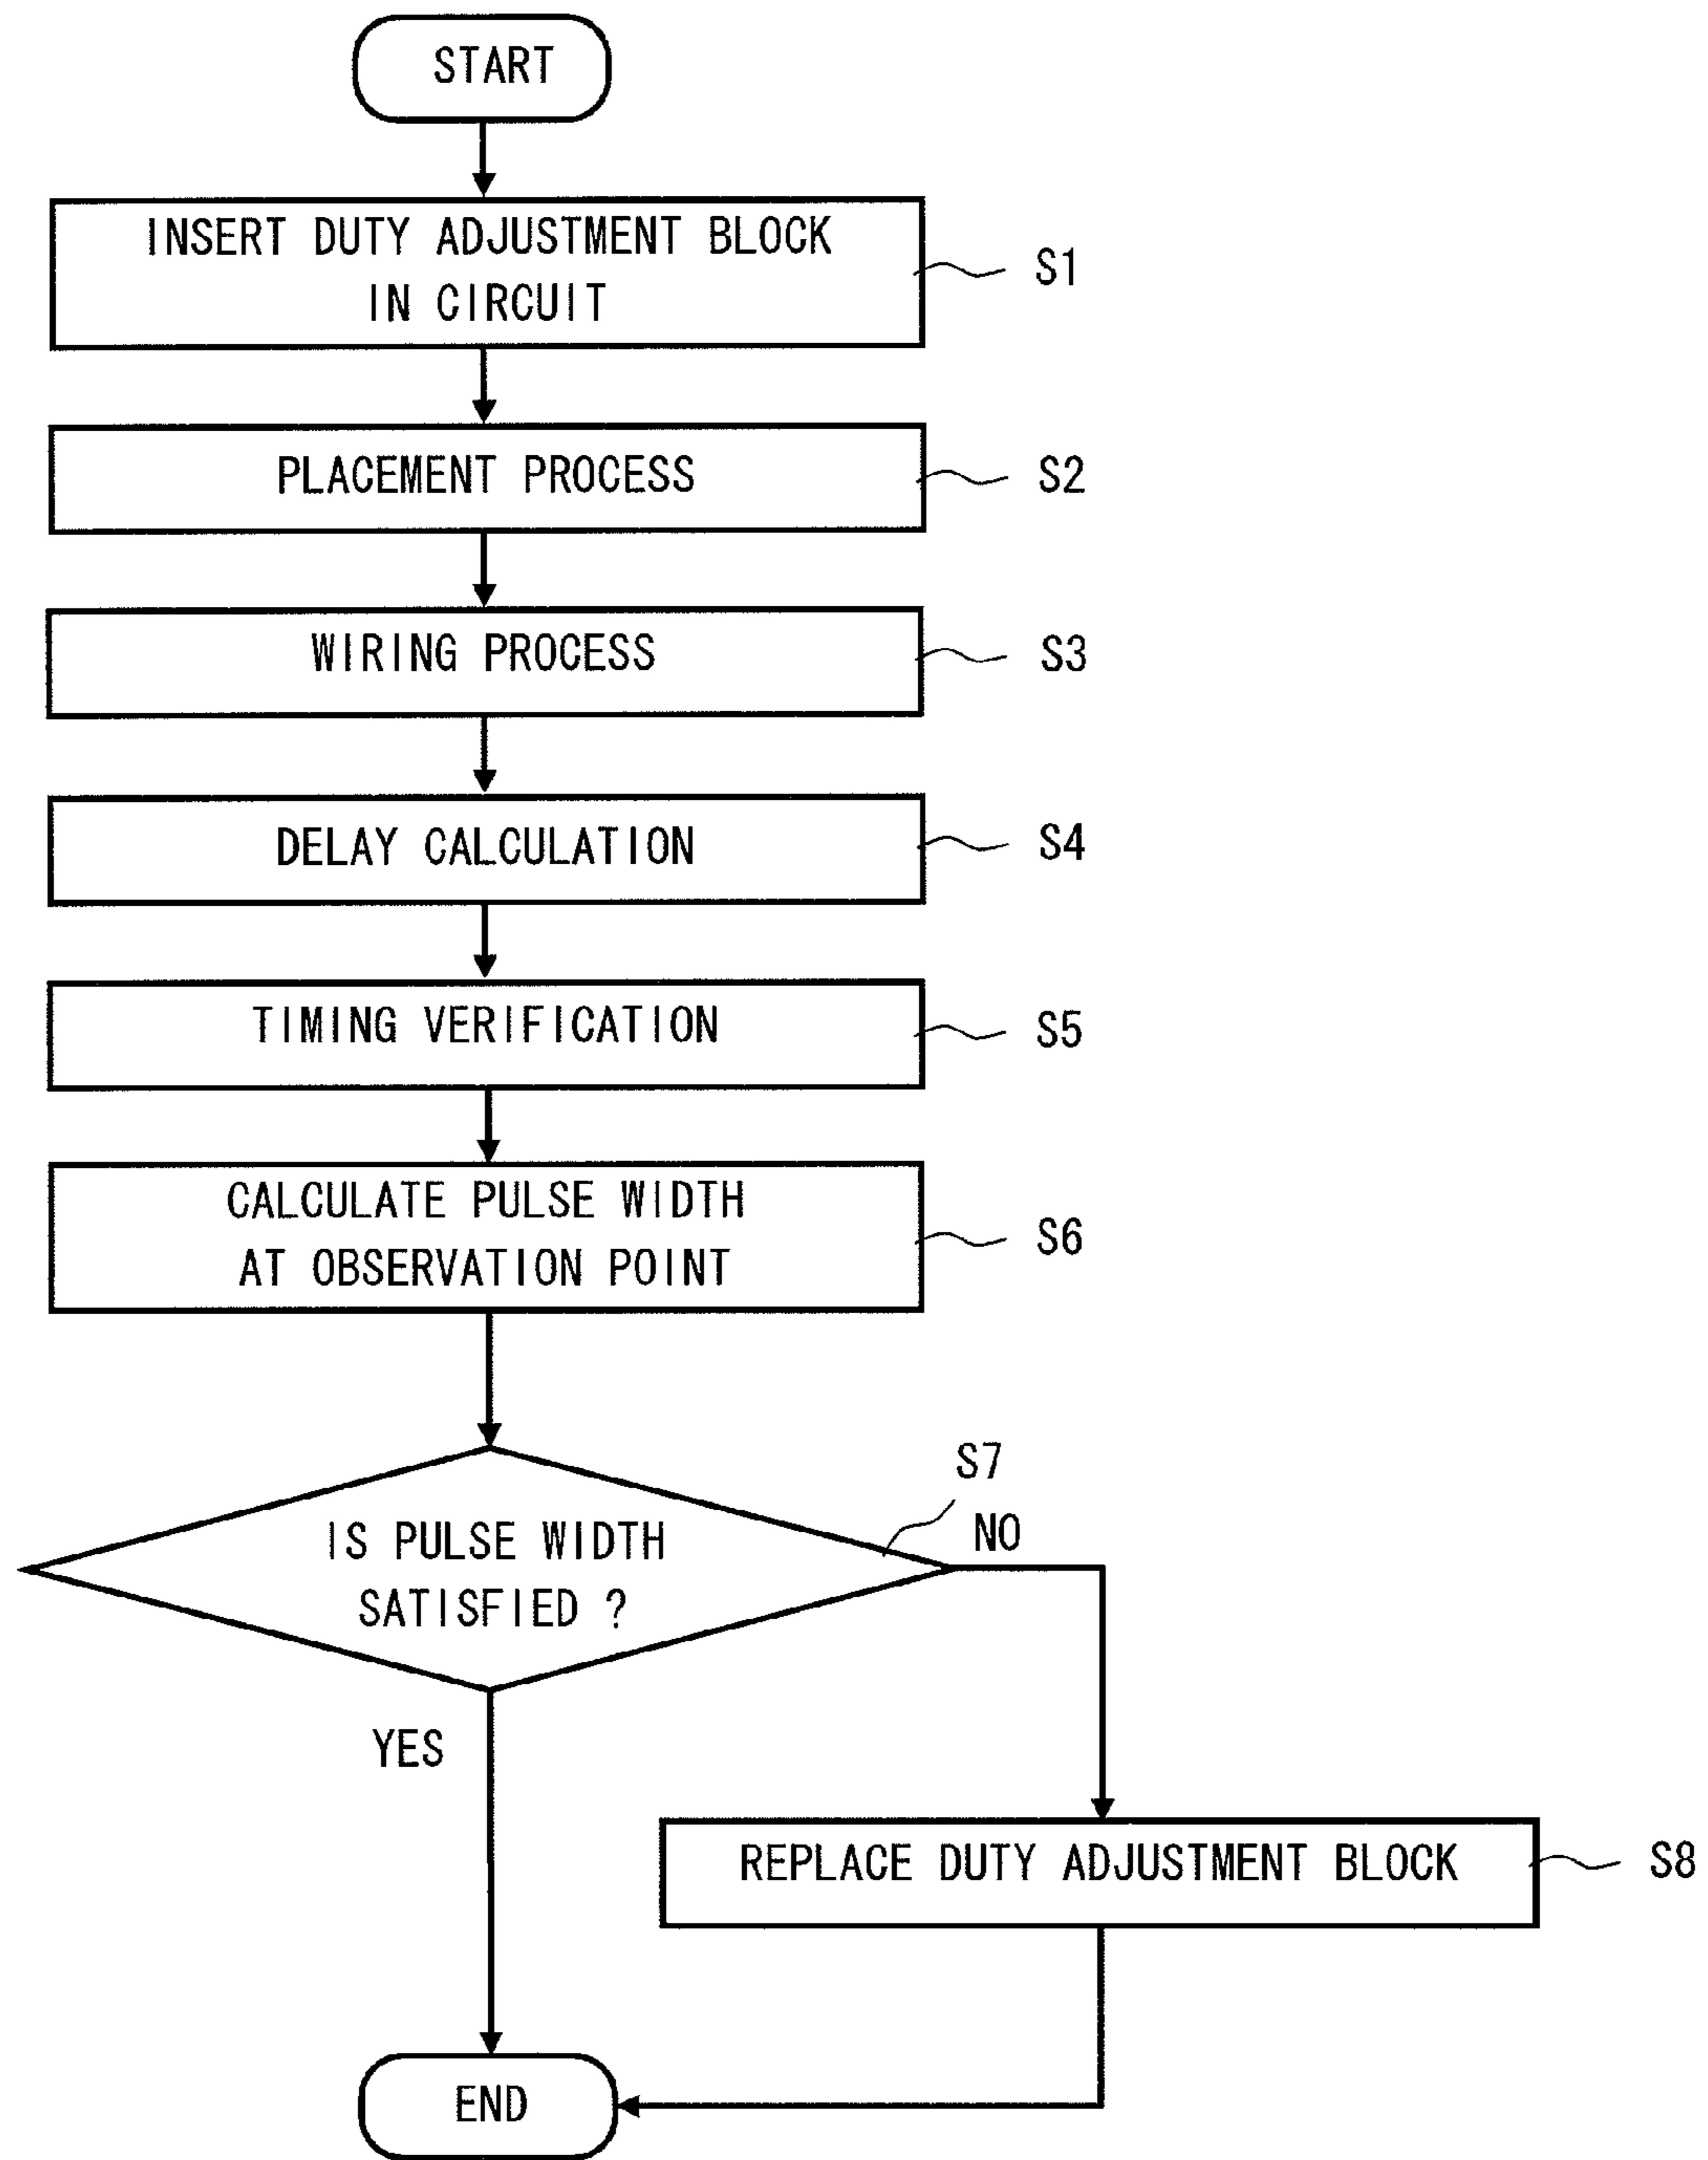 START
INSERT DUTY ADJUSTMENT BLOCK
IN CIRCUIT
S1
PLACEMENT PROCESS
S2
WIRING PROCESS
S3
DELAY CALCULATION
S4
TIMING VERIFICATION
S5
CALCULATE PULSE WIDTH
AT OBSERVATION POINT
S6
S7
IS PULSE WIDTH
SATISFIED ?
NO
YES
REPLACE DUTY ADJUSTMENT BLOCK
S8
END